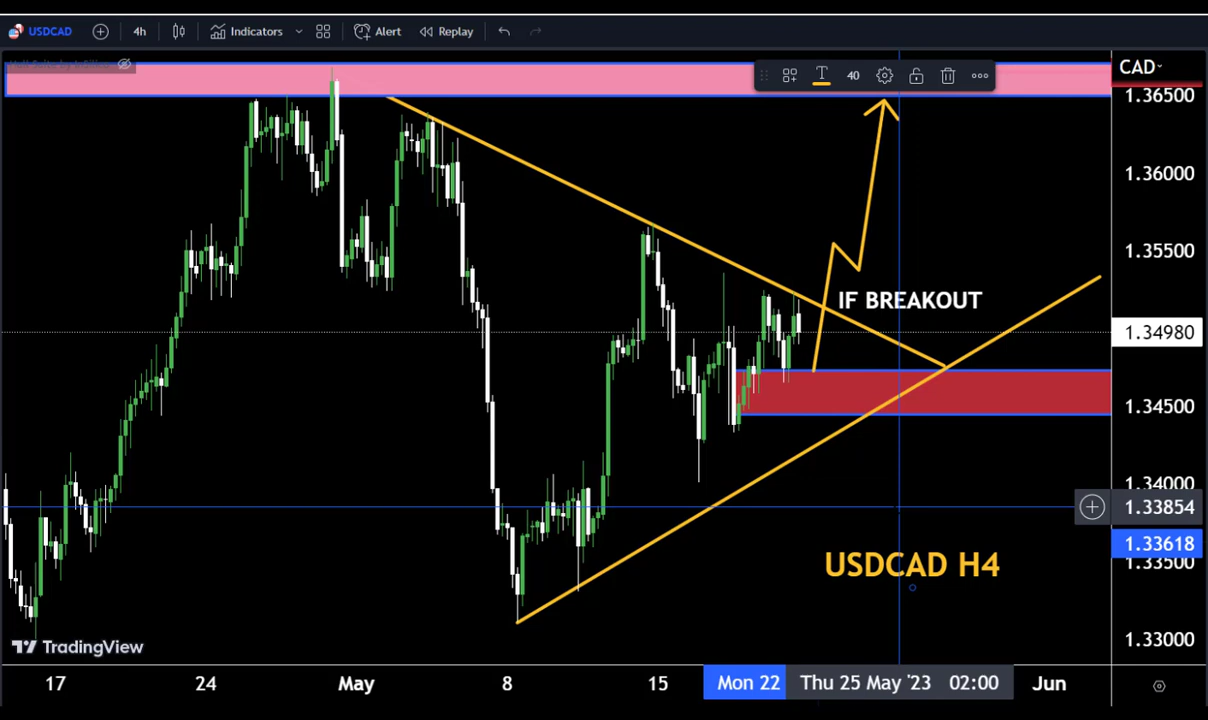 USDCAD 4h Indicators Alert Replay
40
CAD
1.36500
1.36000
1.35500
IF BREAKOUT
1.34980
1.34500
1.34000
1.33854
1.33618
1.33500
USDCAD H4
1.33000
TradingView
17 24 May 8 15 Mon 22 Thu 25 May '23 02:00 Jun